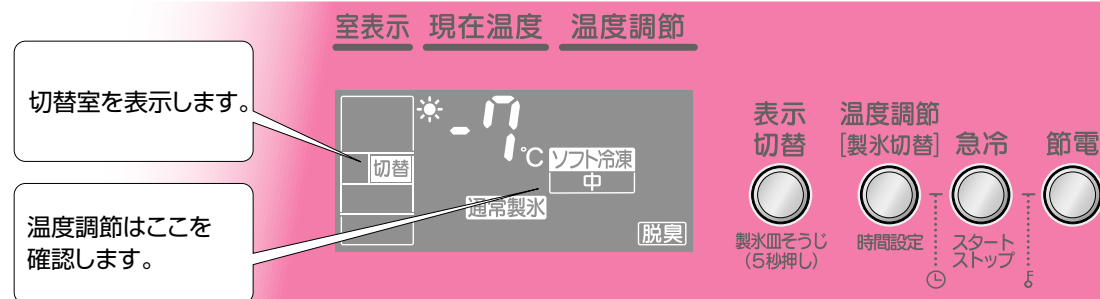 室表示 現在温度 温度調節
切替室を表示します。
-7
℃
切替
ソフト冷凍
中
通常製氷
脱臭
温度調節はここを
確認します。
表示
切替
温度調節
[製氷切替]
急冷
節電
製氷皿そうじ
(5秒押し)
時間設定
スタート
ストップ